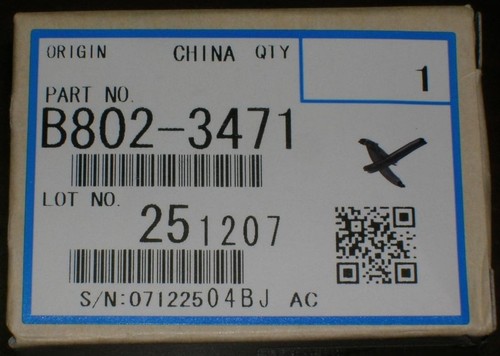 ORIGIN CHINA QTY
1
PART NO.
B802-3471
LOT NO.
251207
S/N:07122504BJ AC